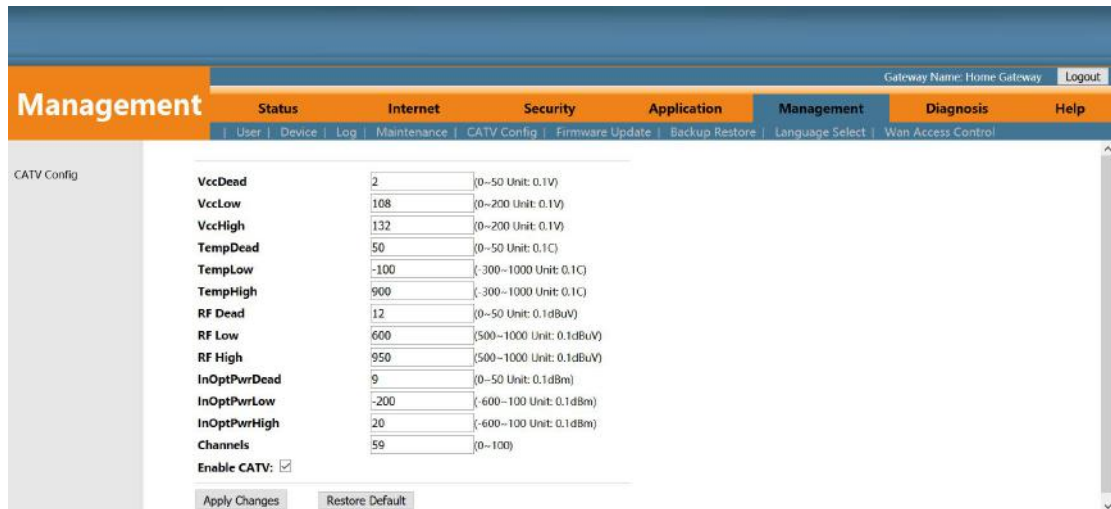 Gateway Name: Home Gateway Logout
Management
Status Internet Security Application Management Diagnosis Help
| User | Device | Log | Maintenance | CATV Config | Firmware Update | Backup Restore | Language Select | Wan Access Control
CATV Config
VccDead 2 (0~50 Unit: 0.1V)
VccLow 108 (0~200 Unit: 0.1V)
VccHigh 132 (0~200 Unit: 0.1V)
TempDead 50 (0~50 Unit: 0.1C)
TempLow -100 (-300~1000 Unit: 0.1C)
TempHigh 900 (-300~1000 Unit: 0.1C)
RF Dead 12 (0~50 Unit: 0.1dBuV)
RF Low 600 (500~1000 Unit: 0.1dBuV)
RF High 950 (500~1000 Unit: 0.1dBuV)
InOptPwrDead 9 (0~50 Unit: 0.1dBm)
InOptPwrLow -200 (-600~100 Unit: 0.1dBm)
InOptPwrHigh 20 (-600~100 Unit: 0.1dBm)
Channels 59 (0~100)
Enable CATV:
Apply Changes Restore Default